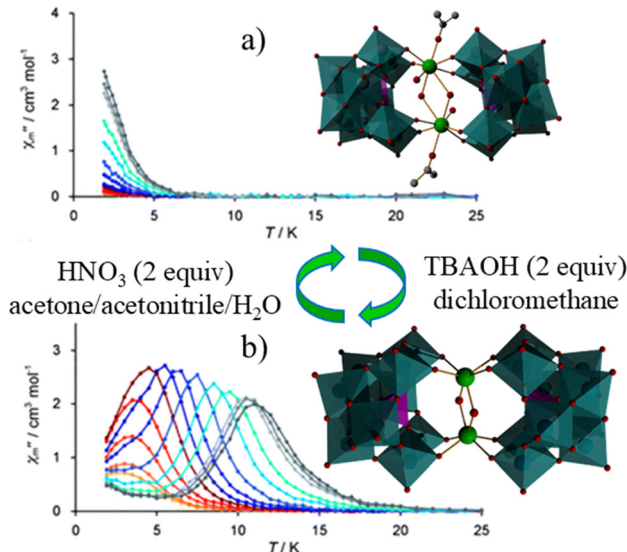 a)
4
3
2
1
0
χm" / cm³ mol⁻¹
0 5 10 15 20 25
T / K
HNO₃ (2 equiv)
acetone/acetonitrile/H₂O
TBAOH (2 equiv)
dichloromethane
b)
3
2
1
0
χm" / cm³ mol⁻¹
0 5 10 15 20 25
T / K